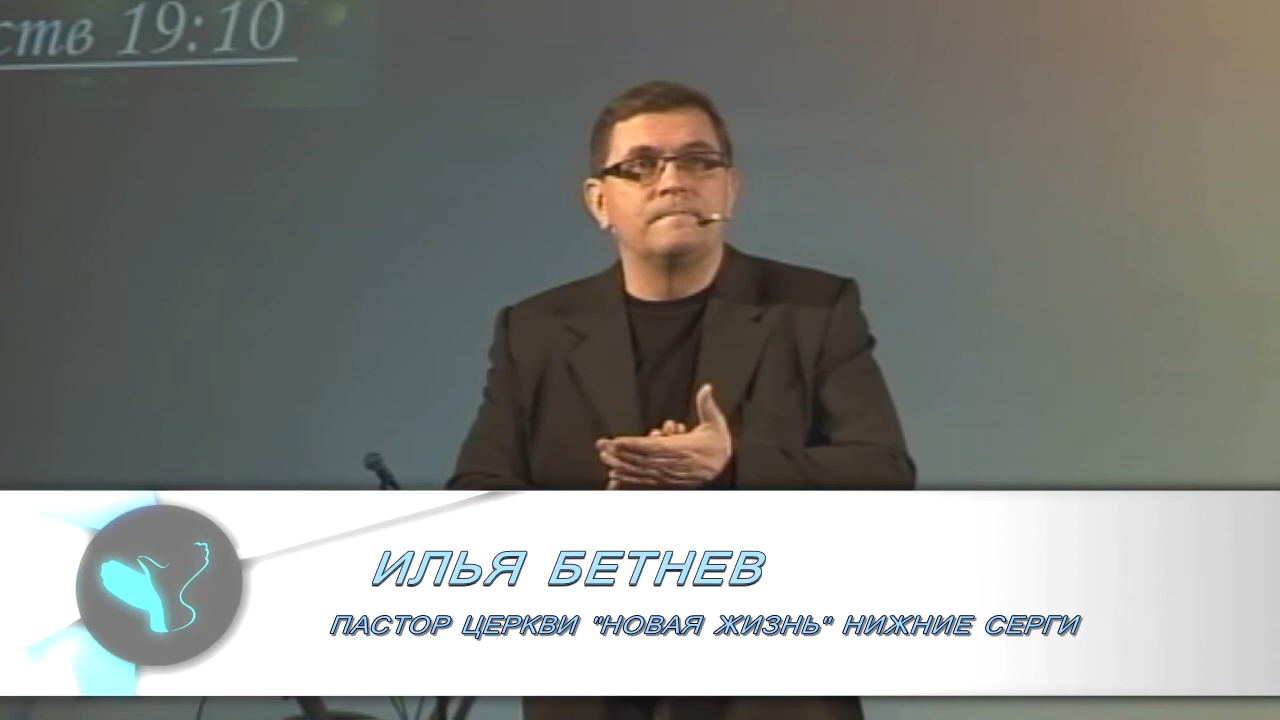 ств 19:10
ИЛЬЯ БЕТНЕВ
ПАСТОР ЦЕРКВИ "НОВАЯ ЖИЗНЬ" НИЖНИЕ СЕРГИ